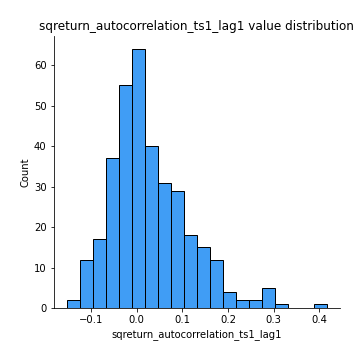 sqreturn_autocorrelation_ts1_lag1 value distribution
60
50
40
30
20
10
0
Count
−0.1 0.0 0.1 0.2 0.3 0.4
sqreturn_autocorrelation_ts1_lag1